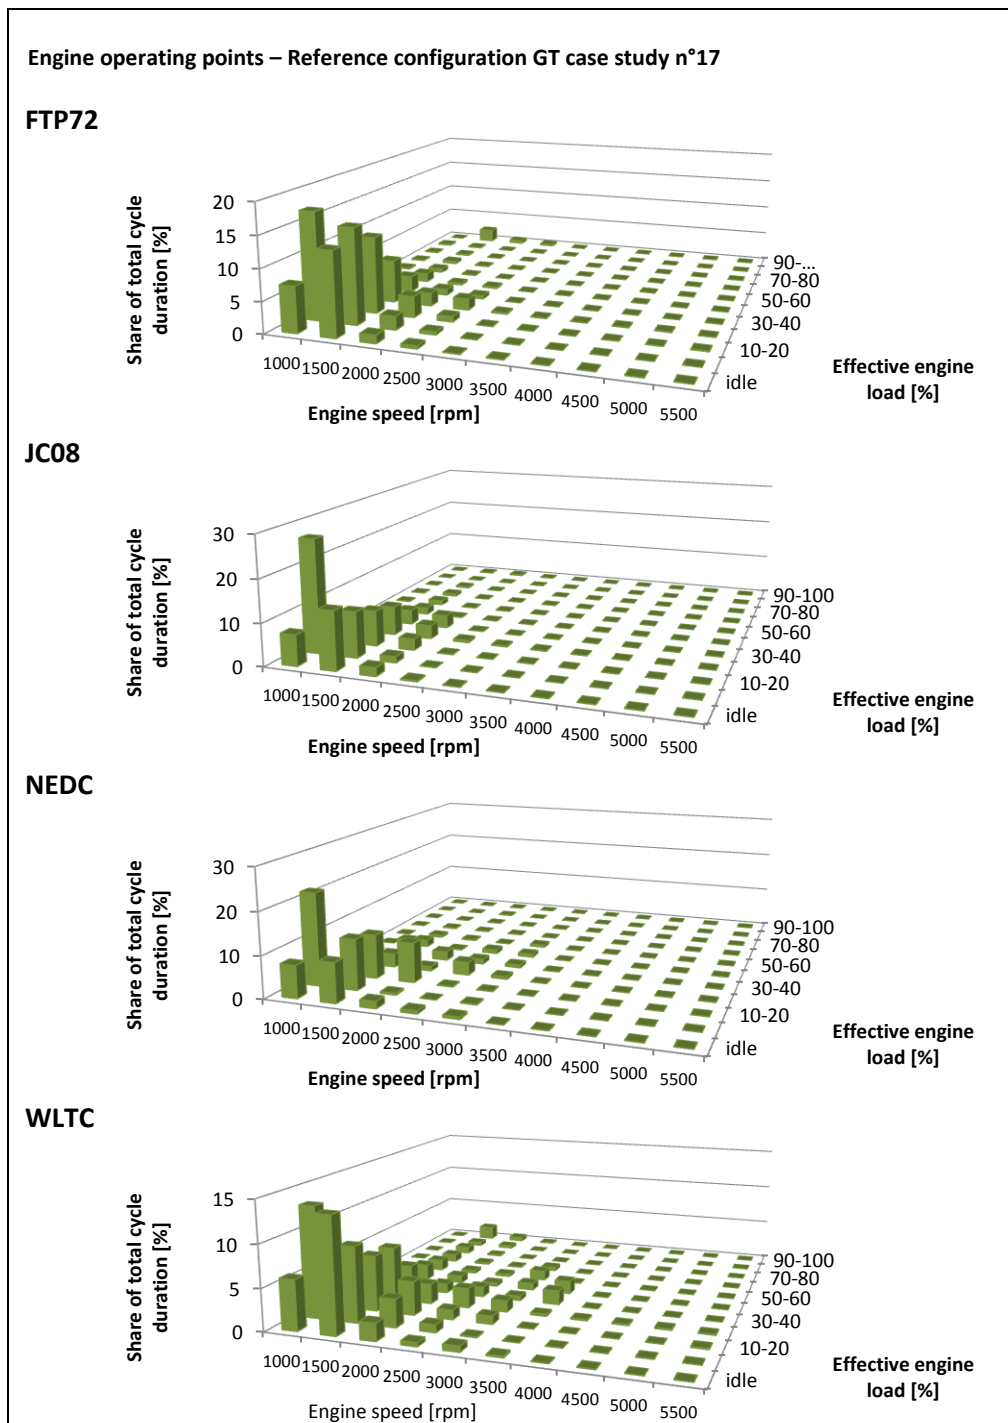 Engine operating points – Reference configuration GT case study n°17
FTP72
Share of total cycle
duration [%]
20
15
10
5
0
1000
1500
2000
2500
3000
3500
4000
4500
5000
5500
Engine speed [rpm]
90-...
70-80
50-60
30-40
10-20
idle
Effective engine
load [%]
JC08
Share of total cycle
duration [%]
30
20
10
0
1000
1500
2000
2500
3000
3500
4000
4500
5000
5500
Engine speed [rpm]
90-100
70-80
50-60
30-40
10-20
idle
Effective engine
load [%]
NEDC
Share of total cycle
duration [%]
30
20
10
0
1000
1500
2000
2500
3000
3500
4000
4500
5000
5500
Engine speed [rpm]
90-100
70-80
50-60
30-40
10-20
idle
Effective engine
load [%]
WLTC
Share of total cycle
duration [%]
15
10
5
0
1000
1500
2000
2500
3000
3500
4000
4500
5000
5500
Engine speed [rpm]
90-100
70-80
50-60
30-40
10-20
idle
Effective engine
load [%]